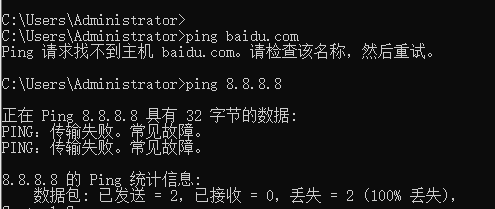 C:\Users\Administrator>
C:\Users\Administrator>ping baidu.com
Ping 请求找不到主机 baidu.com。请检查该名称，然后重试。
C:\Users\Administrator>ping 8.8.8.8
正在 Ping 8.8.8.8 具有 32 字节的数据:
PING：传输失败。常见故障。
PING：传输失败。常见故障。
8.8.8.8 的 Ping 统计信息:
数据包: 已发送 = 2，已接收 = 0，丢失 = 2 (100% 丢失)，